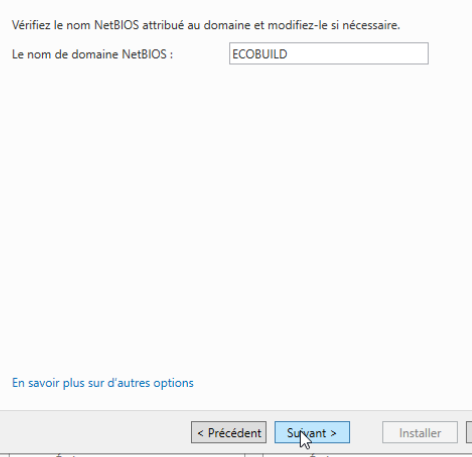 Vérifiez le nom NetBIOS attribué au domaine et modifiez-le si nécessaire.
Le nom de domaine NetBIOS : ECOBUILD
En savoir plus sur d'autres options
< Précédent Suivant > Installer